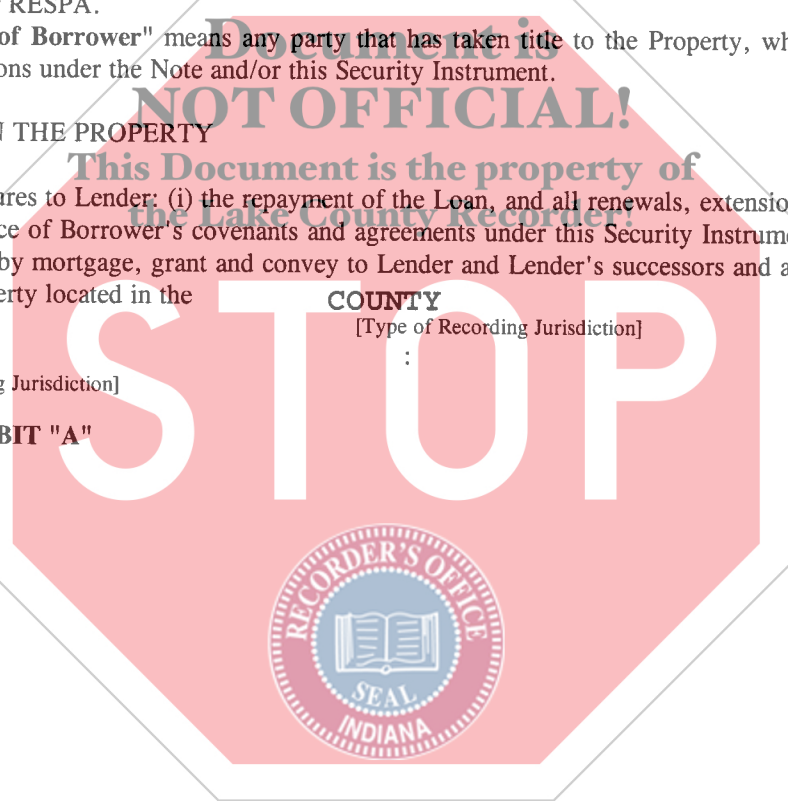 RESPA.
Document is
of Borrower" means any party that has taken title to the Property, wh
ons under the Note and/or this Security Instrument.
NOT OFFICIAL!
THE PROPERTY
This Document is the property of
ures to Lender: (i) the repayment of the Loan, and all renewals, extensio
the Lake County Recorder!
ce of Borrower's covenants and agreements under this Security Instrume
by mortgage, grant and convey to Lender and Lender's successors and a
erty located in the COUNTY
[Type of Recording Jurisdiction]
:
g Jurisdiction]
BIT "A"
STOP
RECORDER'S OFFICE
SEAL
INDIANA